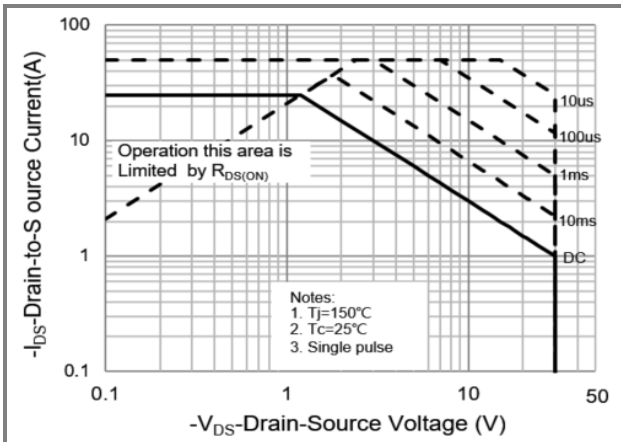 100
10
1
0.1
-I_DS-Drain-to-S ource Current(A)
Operation this area is
Limited by R_DS(ON)
10us
100us
1ms
10ms
DC
Notes:
1. Tj=150℃
2. Tc=25℃
3. Single pulse
0.1 1 10 50
-V_DS-Drain-Source Voltage (V)